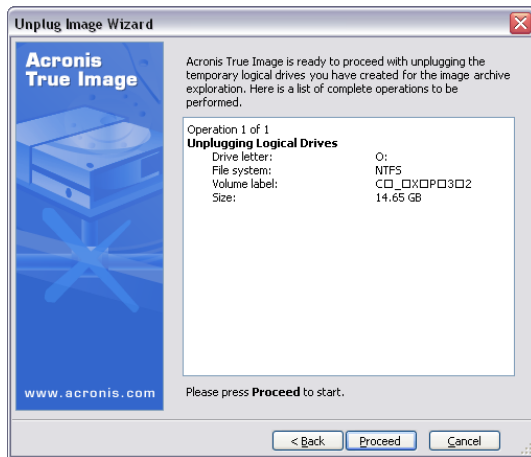 Unplug Image Wizard
Acronis
True Image
Acronis True Image is ready to proceed with unplugging the
temporary logical drives you have created for the image archive
exploration. Here is a list of complete operations to be
performed.
Operation 1 of 1
Unplugging Logical Drives
Drive letter: O:
File system: NTFS
Volume label: C□_□X□P□3□2
Size: 14.65 GB
www.acronis.com
Please press Proceed to start.
< Back
Proceed
Cancel